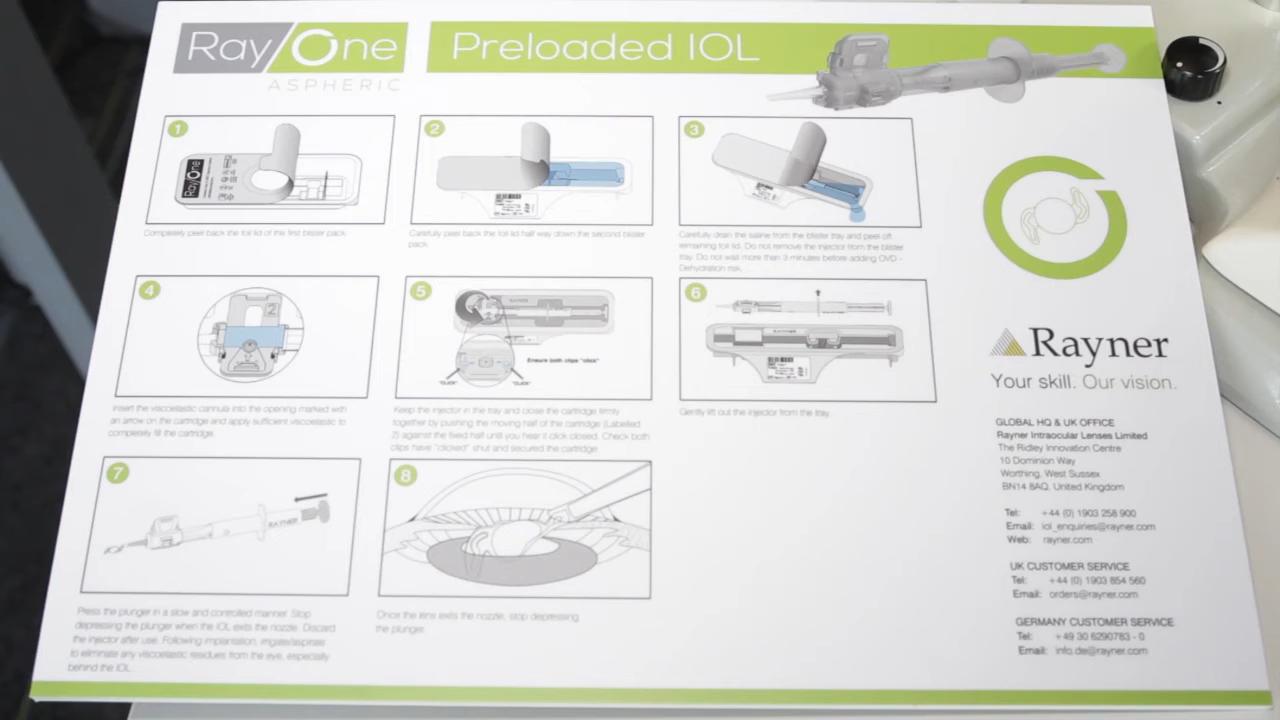 Ray/One
Preloaded IOL
ASPHERIC
1
Ray/One
Completely peel back the foil lid of the first blister pack.
2
Carefully peel back the foil lid half way down the second blister
pack.
3
Carefully drain the saline from the blister tray and peel off
remaining foil lid. Do not remove the injector from the blister
tray. Do not wait more than 3 minutes before adding OVD -
Dehydration risk.
4
2
Insert the viscoelastic cannula into the opening marked with
an arrow on the cartridge and apply sufficient viscoelastic to
completely fill the cartridge.
5
RAYNER
Ensure both clips "click"
"CLICK"
"CLICK"
Keep the injector in the tray and close the cartridge firmly
together by pushing the moving half of the cartridge (Labelled
2) against the fixed half until you hear it click closed. Check both
clips have "clicked" shut and secured the cartridge.
6
RAYNER
Gently lift out the injector from the tray.
7
RAYNER
Press the plunger in a slow and controlled manner. Stop
depressing the plunger when the IOL exits the nozzle. Discard
the injector after use. Following implantation, irrigate/aspirate
to eliminate any viscoelastic residues from the eye, especially
behind the IOL.
8
Once the lens exits the nozzle, stop depressing
the plunger.
Rayner
Your skill. Our vision.
GLOBAL HQ & UK OFFICE
Rayner Intraocular Lenses Limited
The Ridley Innovation Centre
10 Dominion Way
Worthing, West Sussex
BN14 8AQ, United Kingdom
Tel: +44 (0) 1903 258 900
Email: iol_enquiries@rayner.com
Web: rayner.com
UK CUSTOMER SERVICE
Tel: +44 (0) 1903 854 560
Email: orders@rayner.com
GERMANY CUSTOMER SERVICE
Tel: +49 30 6290783 - 0
Email: info.de@rayner.com